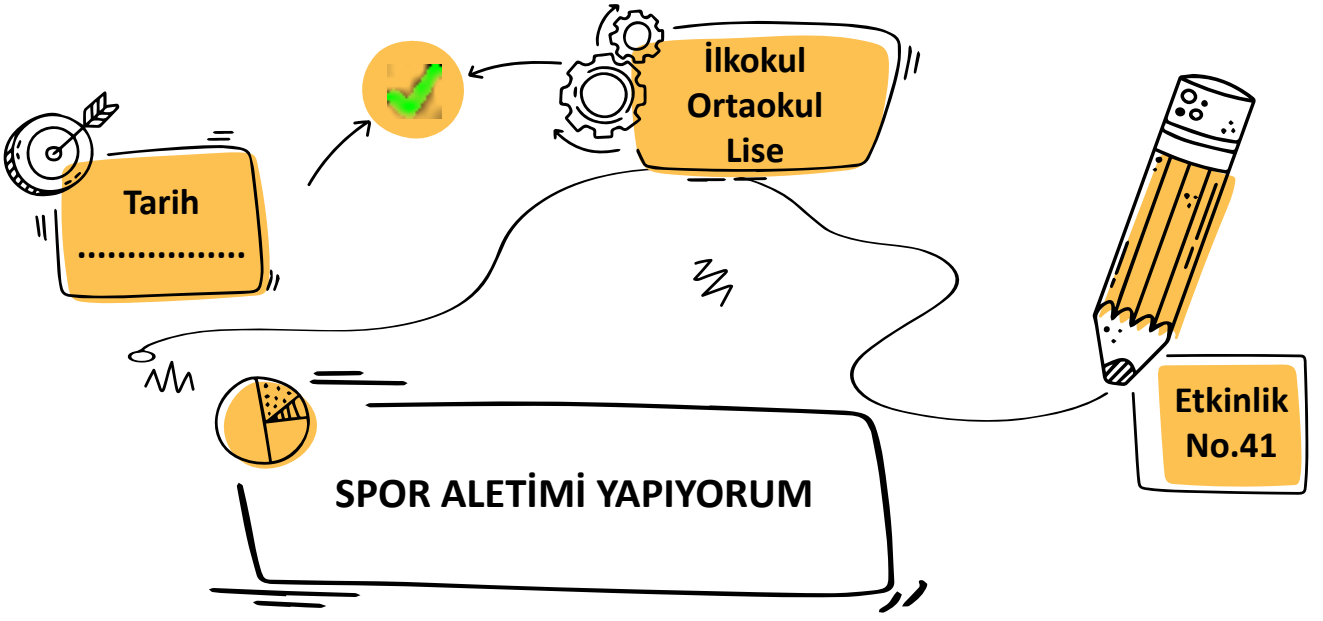 İlkokul
Ortaokul
Lise
Tarih
.................
Etkinlik
No.41
SPOR ALETİMİ YAPIYORUM